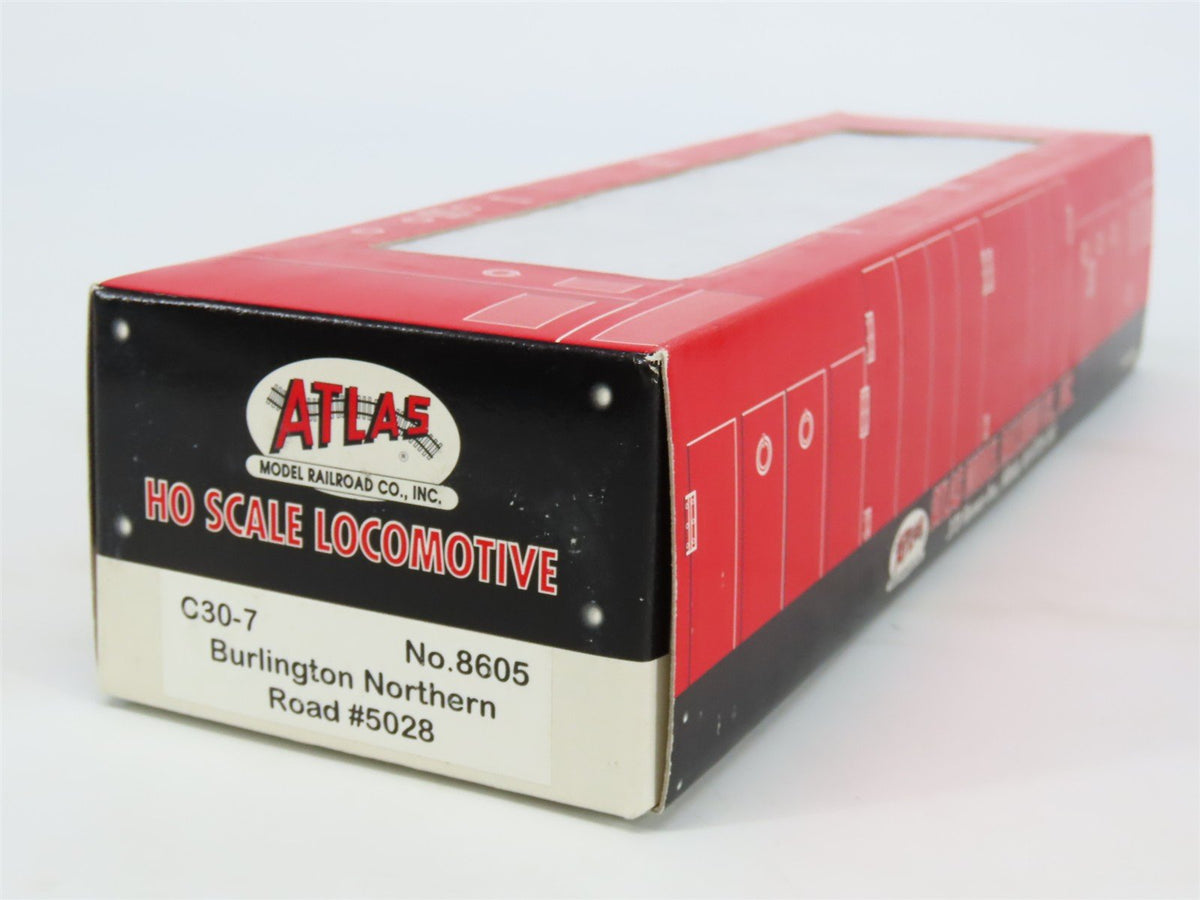 ATLAS
®
MODEL RAILROAD CO., INC.
HO SCALE LOCOMOTIVE
C30-7
No.8605
Burlington Northern
Road #5028